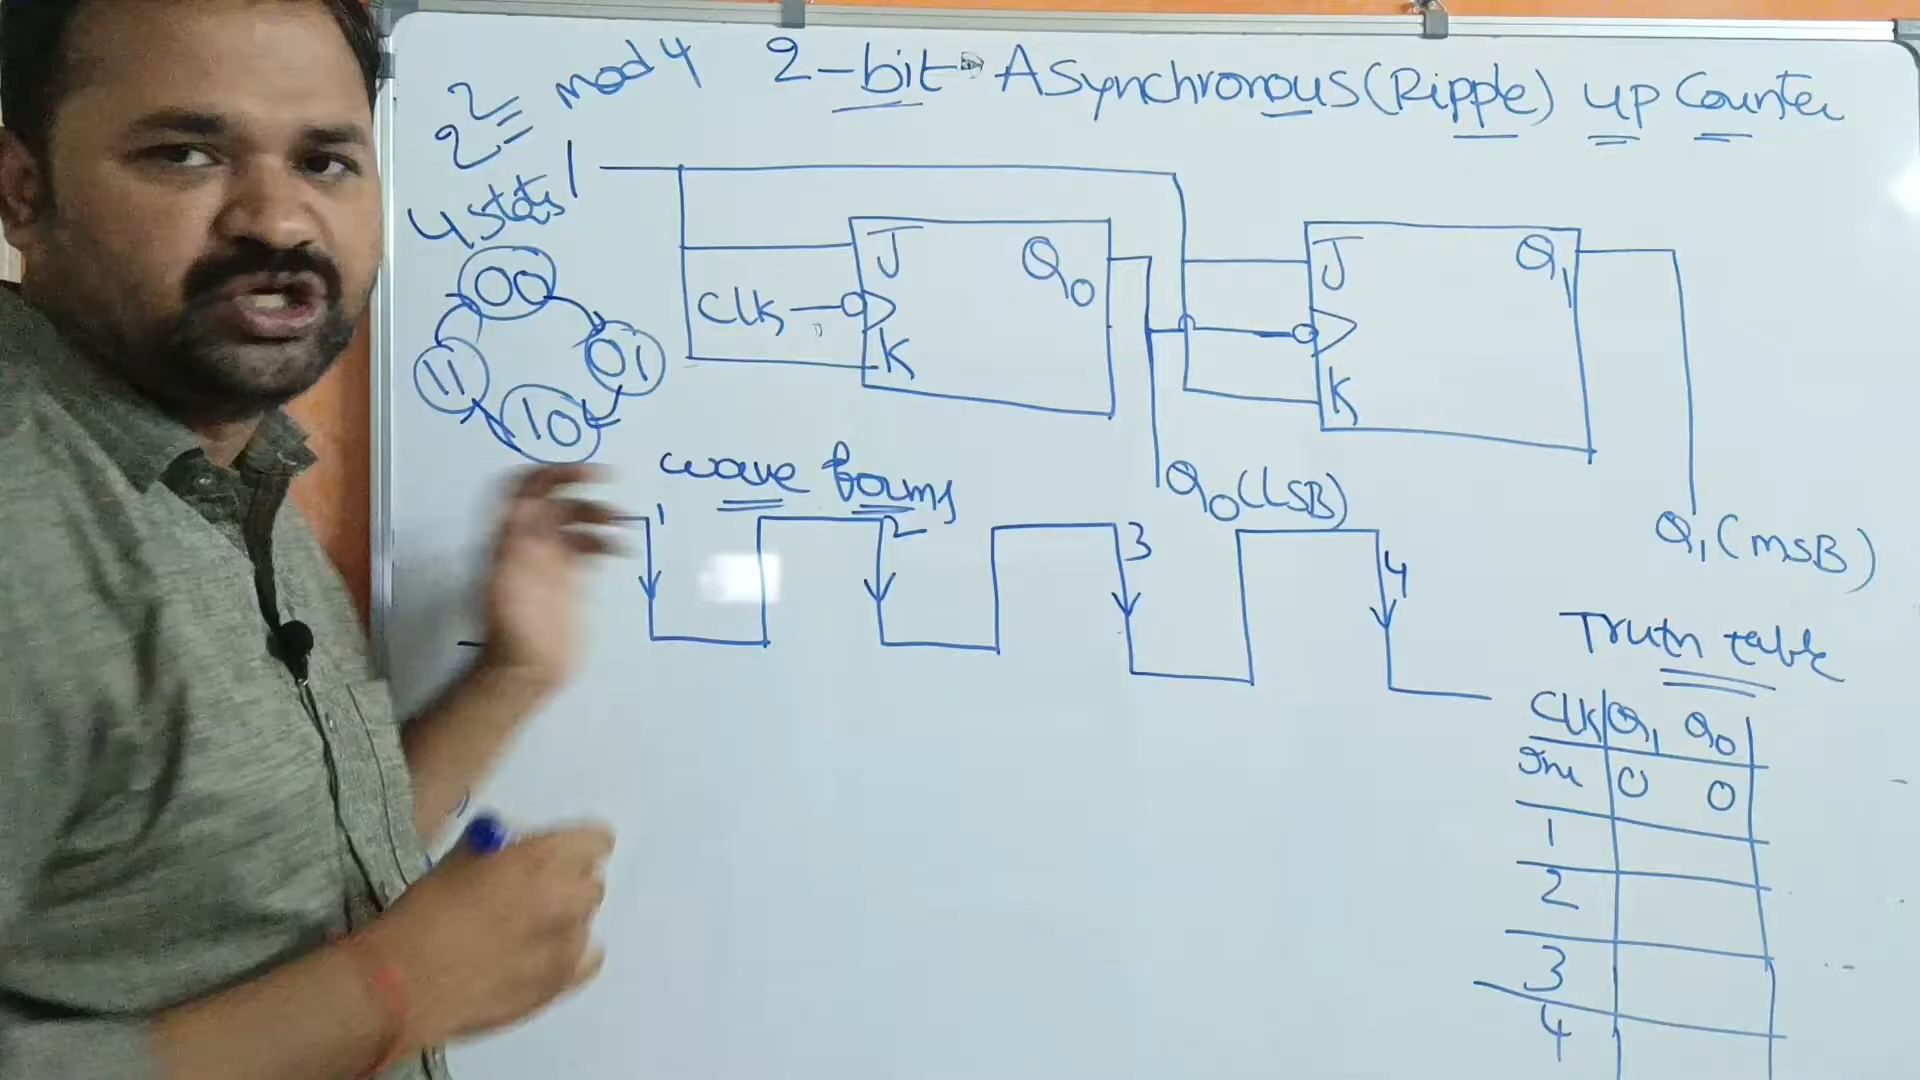 2-bit Asynchronous (Ripple) up Counter
2² mod 4
2²
4 states
1
00
01
10
11
J
Q0
Clk
K
J
Q1
K
wave forms
Q0(LSB)
Q1(MSB)
1
2
3
4
Truth table
Clk Q1 Q0
Ini 0 0
1
2
3
4